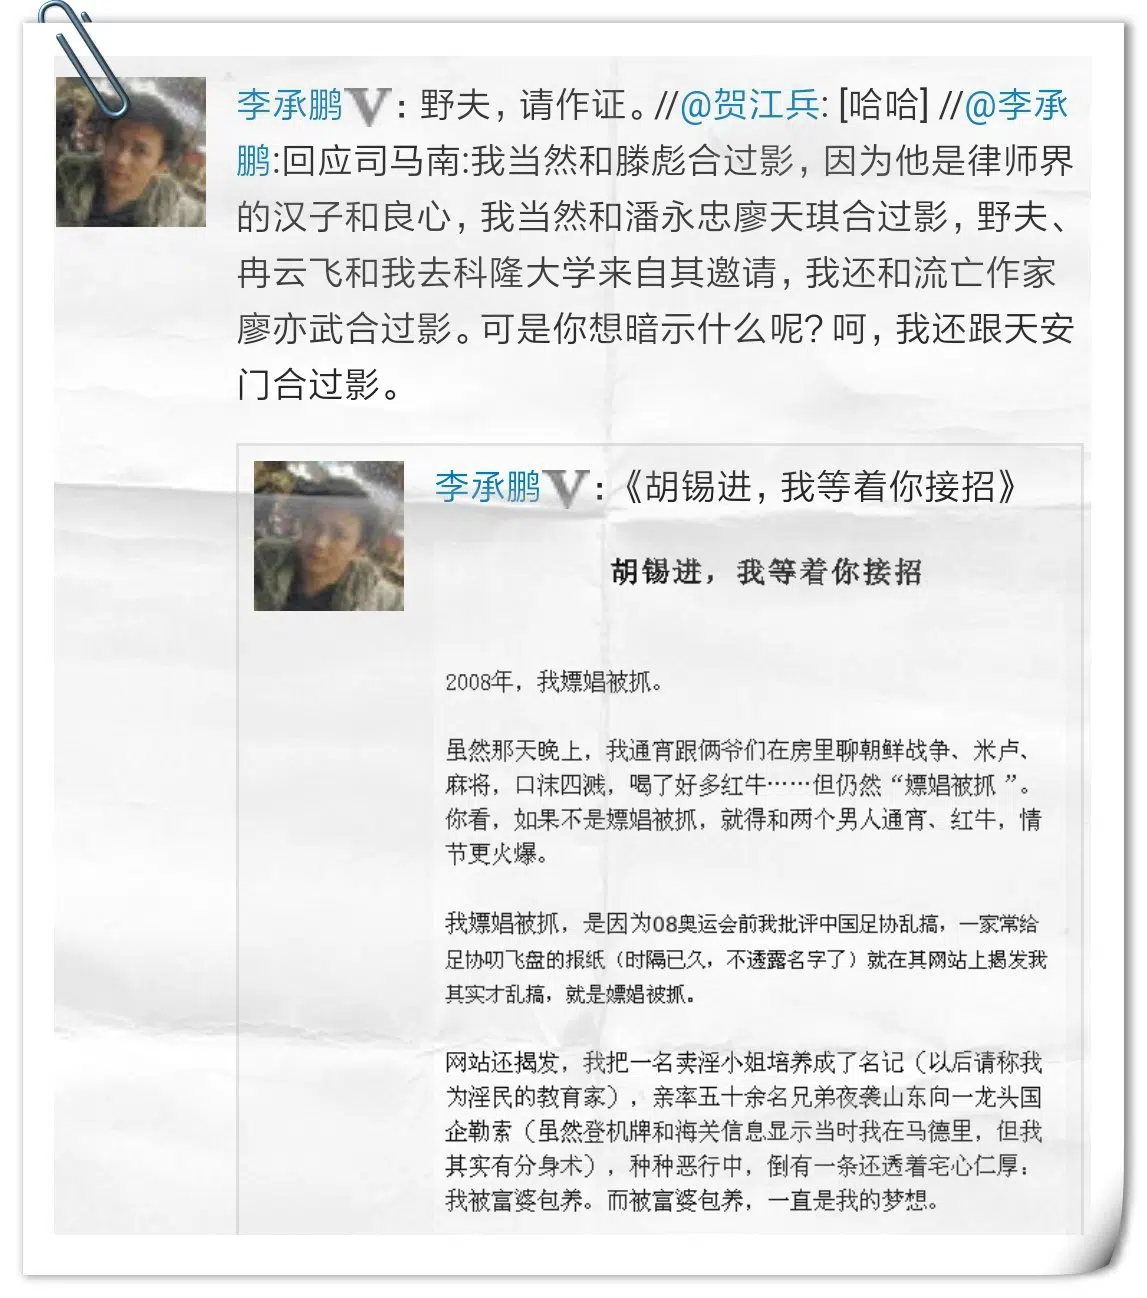 李承鹏V：野夫，请作证。//@贺江兵: [哈哈] //@李承
鹏:回应司马南:我当然和滕彪合过影，因为他是律师界
的汉子和良心，我当然和潘永忠廖天琪合过影，野夫、
冉云飞和我去科隆大学来自其邀请，我还和流亡作家
廖亦武合过影。可是你想暗示什么呢？呵，我还跟天安
门合过影。
李承鹏V：《胡锡进，我等着你接招》
胡锡进，我等着你接招
2008年，我嫖娼被抓。
虽然那天晚上，我通宵跟俩爷们在房里聊朝鲜战争、米卢、
麻将，口沫四溅，喝了好多红牛……但仍然“嫖娼被抓 ”。
你看，如果不是嫖娼被抓，就得和两个男人通宵、红牛，情
节更火爆。
我嫖娼被抓，是因为08奥运会前我批评中国足协乱搞，一家常给
足协叨飞盘的报纸（时隔已久，不透露名字了）就在其网站上揭发我
其实才乱搞，就是嫖娼被抓。
网站还揭发，我把一名卖淫小姐培养成了名记（以后请称我
为淫民的教育家），亲率五十余名兄弟夜袭山东向一龙头国
企勒索（虽然登机牌和海关信息显示当时我在马德里，但我
其实有分身术），种种恶行中，倒有一条还透着宅心仁厚：
我被富婆包养。而被富婆包养，一直是我的梦想。